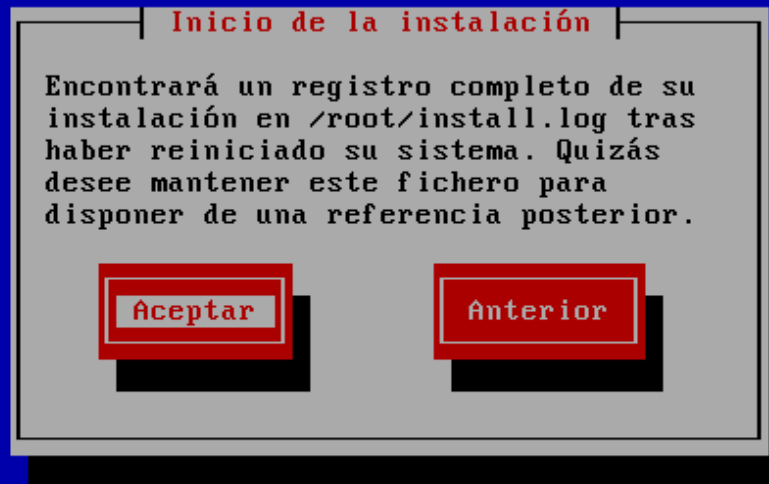 Inicio de la instalación
Encontrará un registro completo de su
instalación en /root/install.log tras
haber reiniciado su sistema. Quizás
desee mantener este fichero para
disponer de una referencia posterior.
Aceptar
Anterior